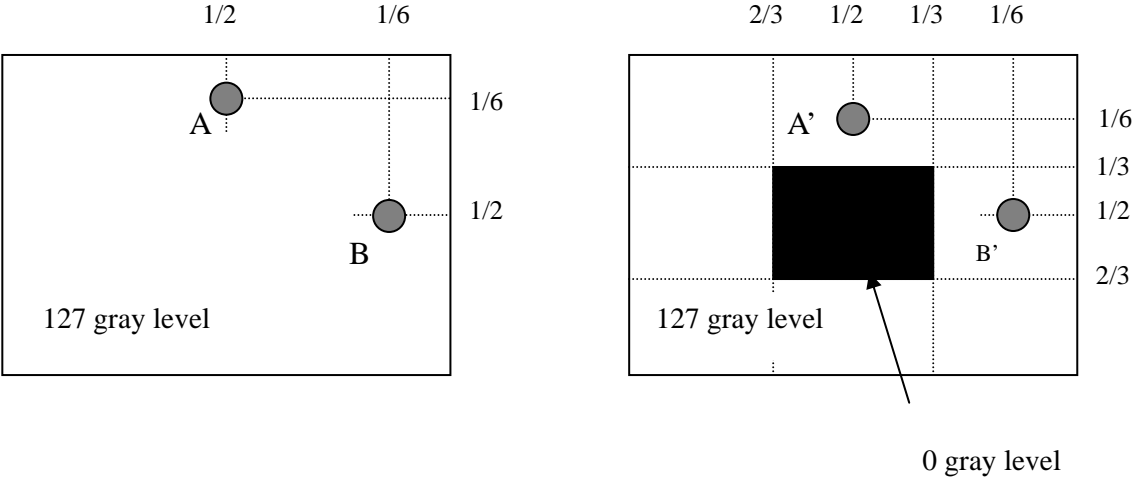 1/2 1/6
1/6
A
1/2
B
127 gray level
2/3 1/2 1/3 1/6
A’
1/6
1/3
1/2
B’
2/3
127 gray level
0 gray level